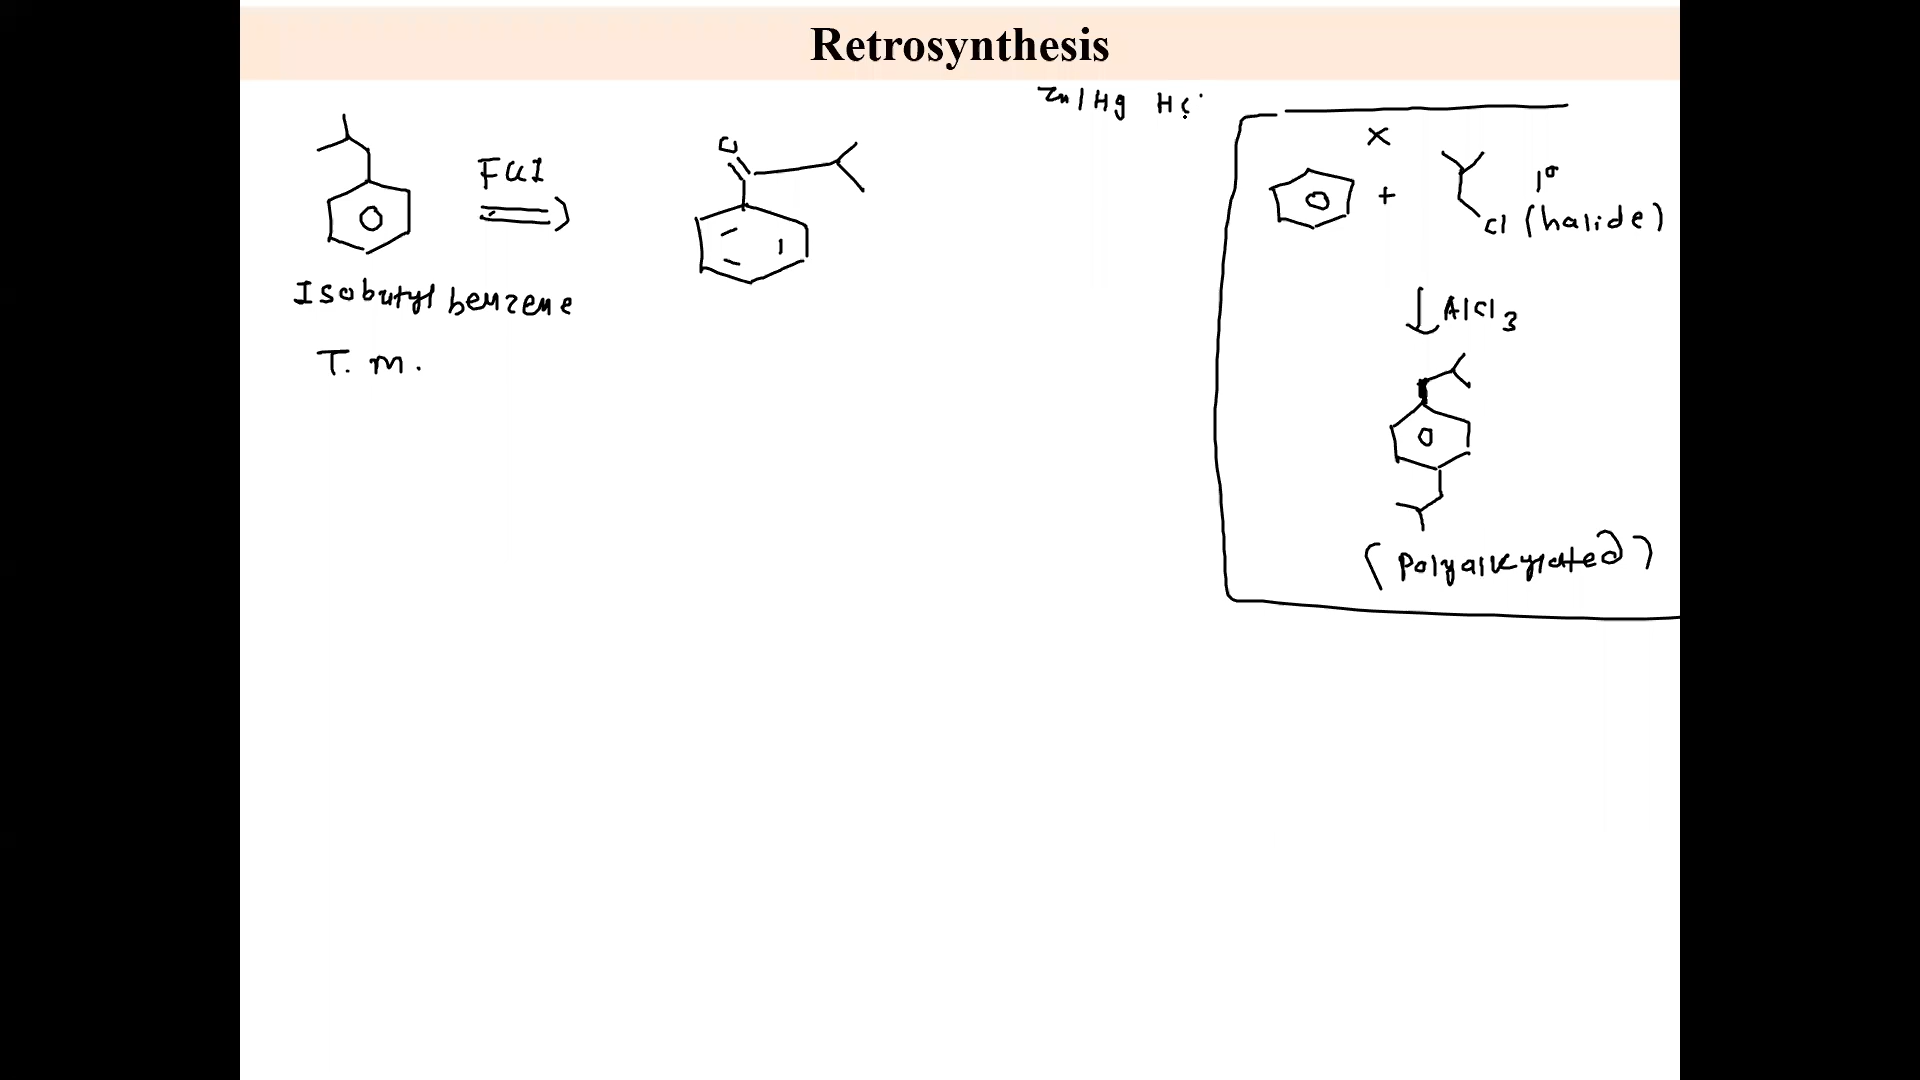 Retrosynthesis
Zn/Hg HC
O
X
FGI
+
1°
Cl (halide)
Isobutyl benzene
AlCl3
T. m.
(polyalkylated)